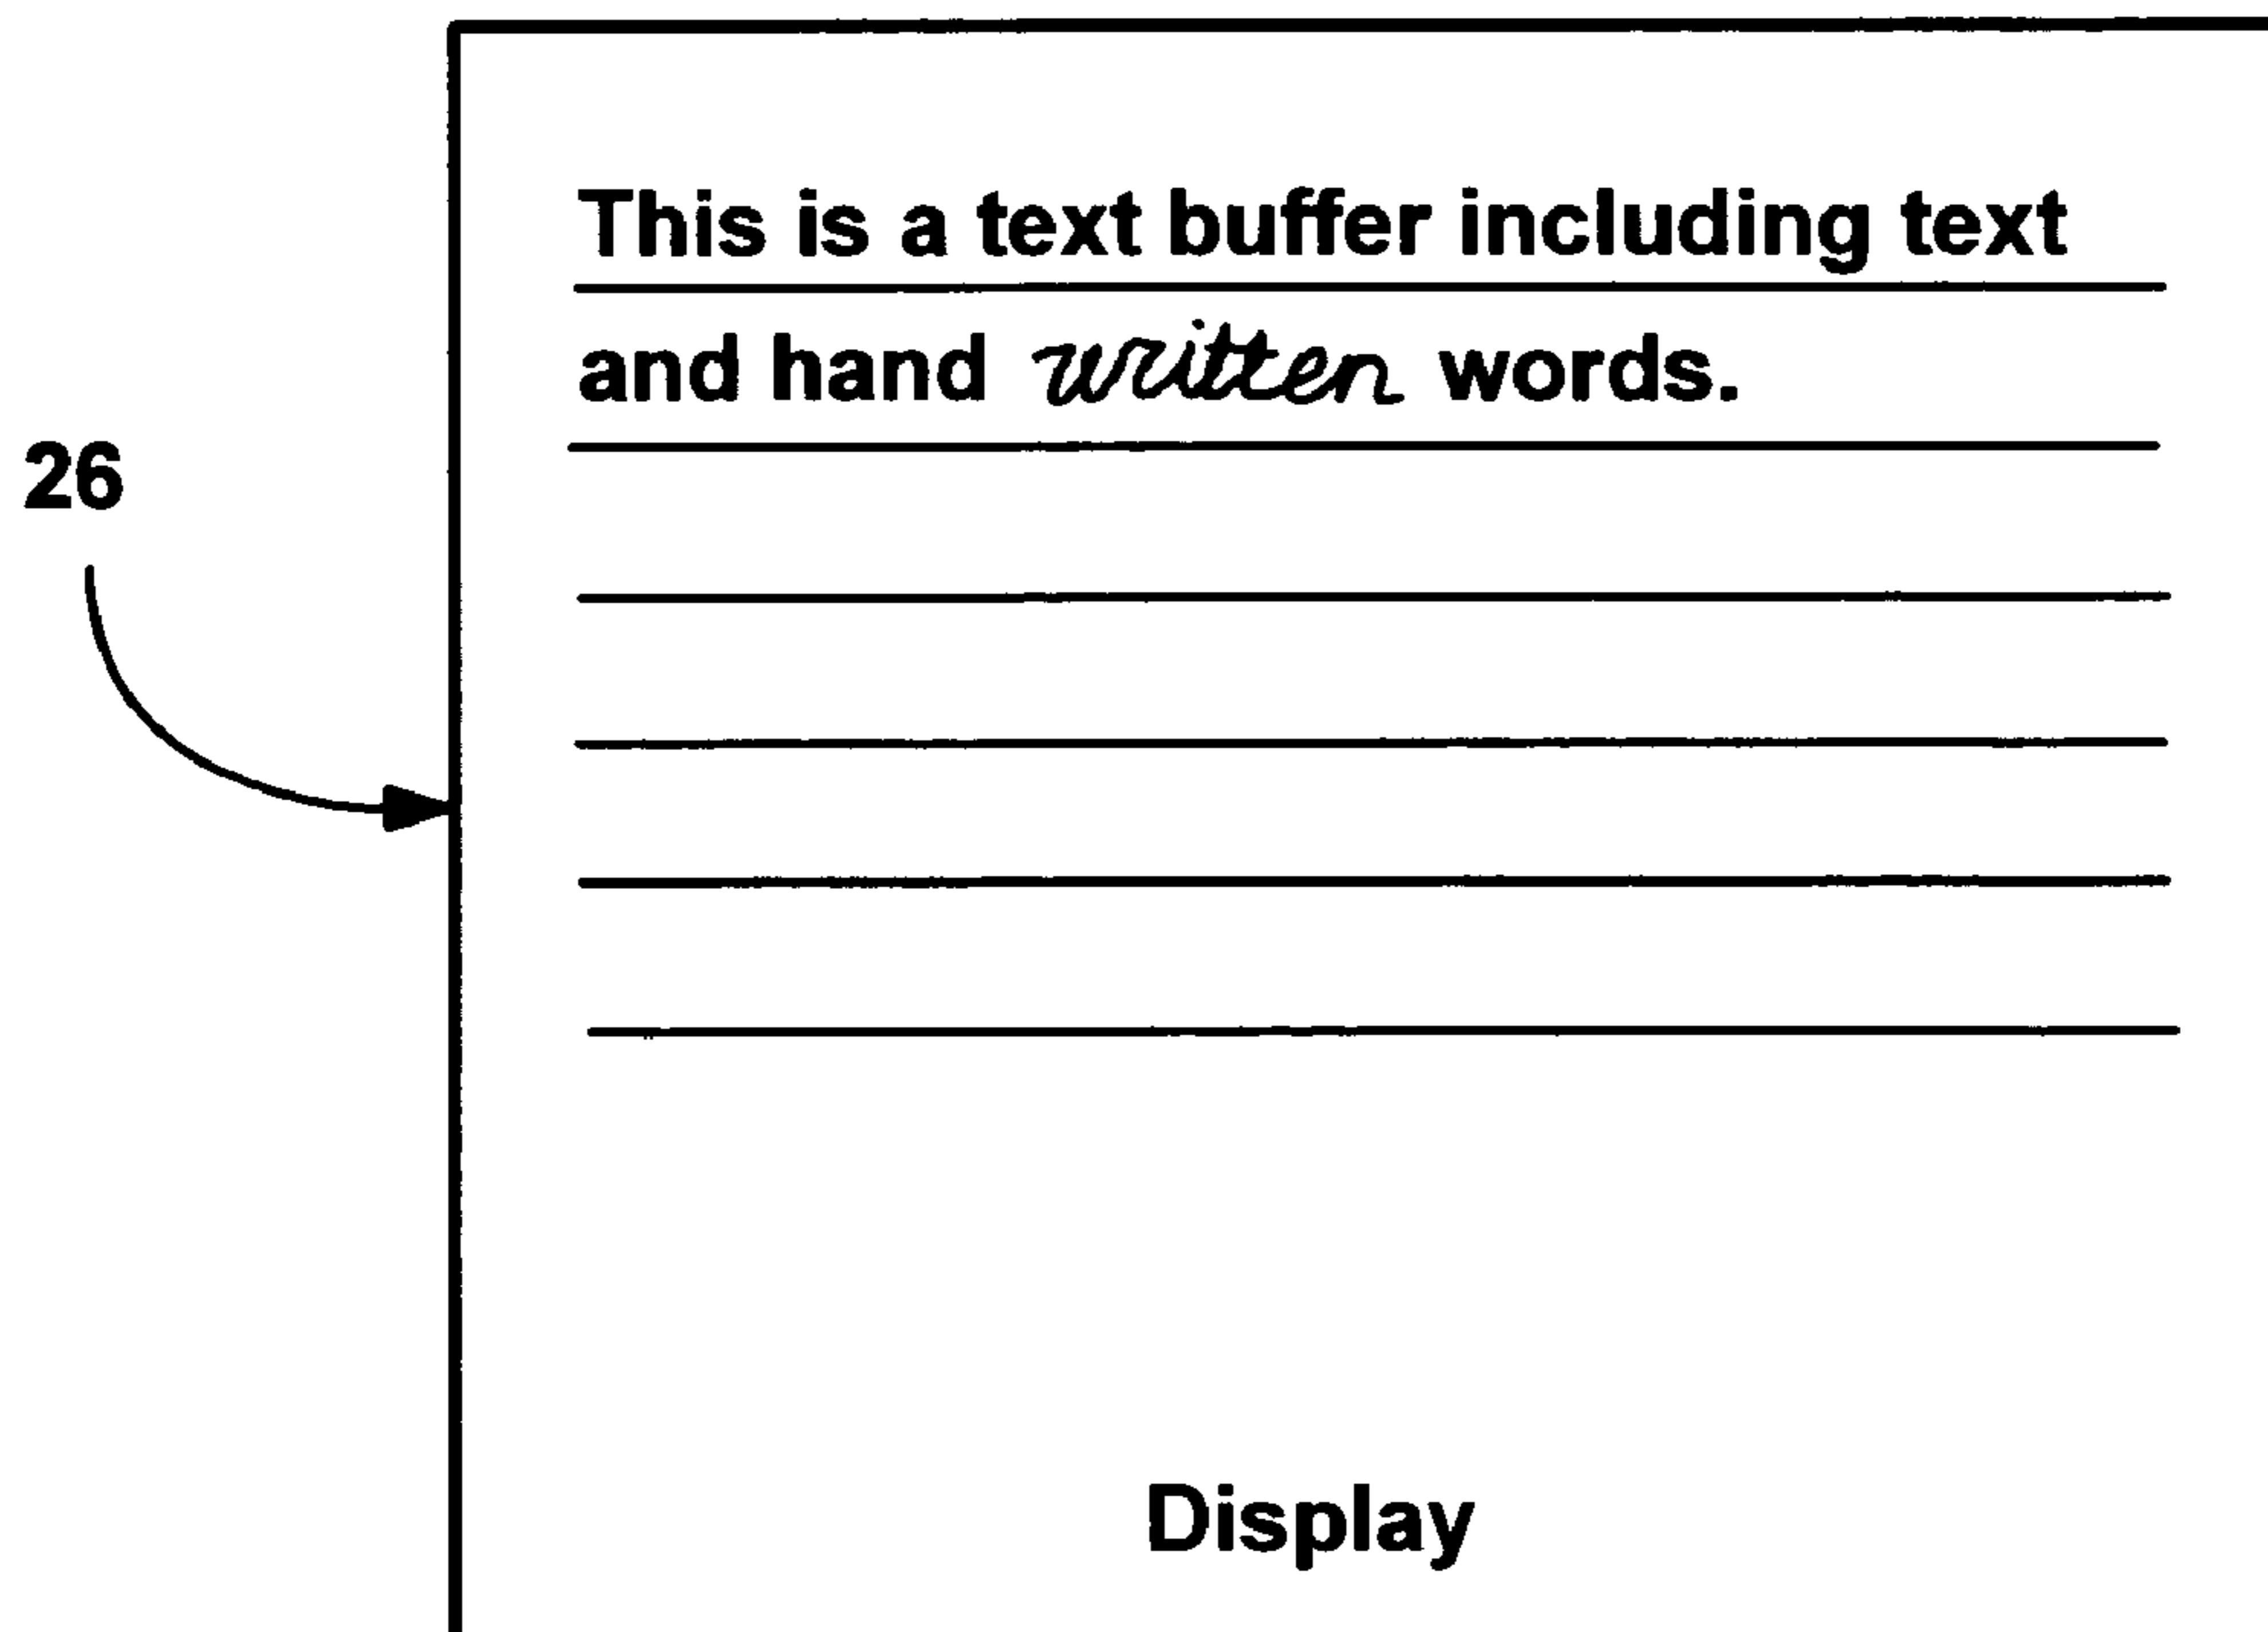 This is a text buffer including text
and hand written words.
26
Display